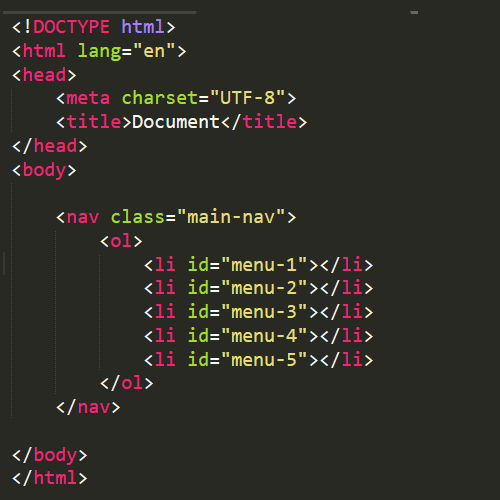 <!DOCTYPE html>
<html lang="en">
<head>
    <meta charset="UTF-8">
    <title>Document</title>
</head>
<body>

    <nav class="main-nav">
        <ol>
            <li id="menu-1"></li>
            <li id="menu-2"></li>
            <li id="menu-3"></li>
            <li id="menu-4"></li>
            <li id="menu-5"></li>
        </ol>
    </nav>

</body>
</html>